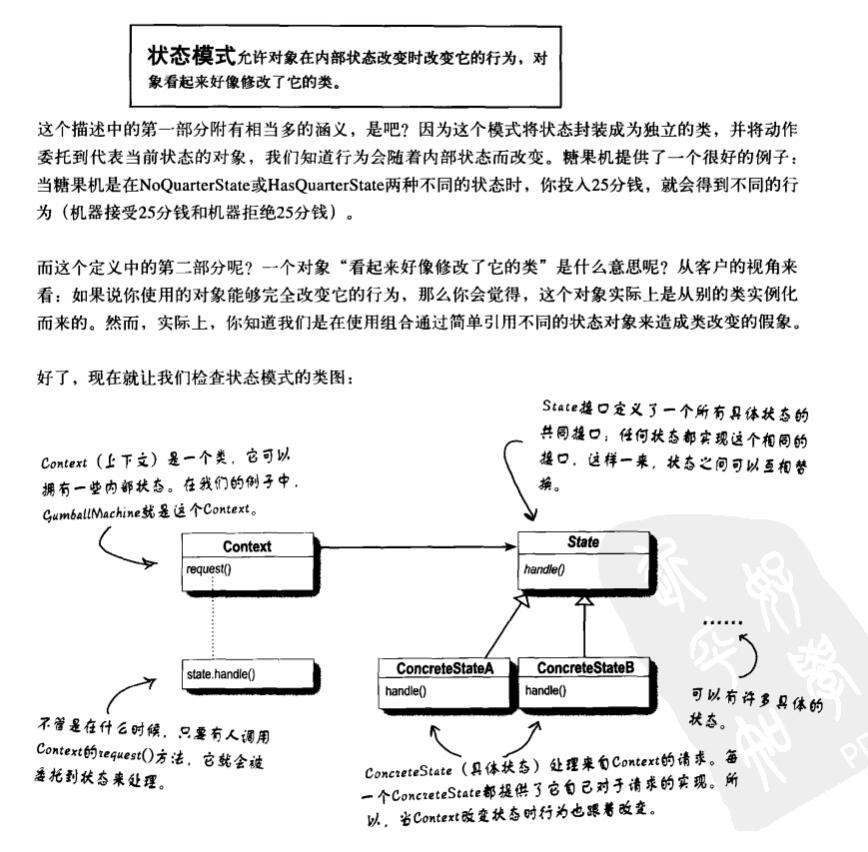 状态模式允许对象在内部状态改变时改变它的行为，对
象看起来好像修改了它的类。
这个描述中的第一部分附有相当多的涵义，是吧？因为这个模式将状态封装成为独立的类，并将动作
委托到代表当前状态的对象，我们知道行为会随着内部状态而改变。糖果机提供了一个很好的例子：
当糖果机是在NoQuarterState或HasQuarterState两种不同的状态时，你投入25分钱，就会得到不同的行
为（机器接受25分钱和机器拒绝25分钱）。
而这个定义中的第二部分呢？一个对象“看起来好像修改了它的类”是什么意思呢？从客户的视角来
看：如果说你使用的对象能够完全改变它的行为，那么你会觉得，这个对象实际上是从别的类实例化
而来的。然而，实际上，你知道我们是在使用组合通过简单引用不同的状态对象来造成类改变的假象。
好了，现在就让我们检查状态模式的类图：
State接口定义了一个所有具体状态的
共同接口；任何状态都实现这个相同的
接口，这样一来，状态之间可以互相替
换。
Context（上下文）是一个类，它可以
拥有一些内部状态。在我们的例子中，
GumballMachine就是这个Context。
Context
request()
State
handle()
state.handle()
ConcreteStateA
handle()
ConcreteStateB
handle()
......
可以有许多具体的
状态。
不管是在什么时候，只要有人调用
Context的request()方法，它就会被
委托到状态来处理。
ConcreteState（具体状态）处理来自Context的请求。每
一个ConcreteState都提供了它自己对于请求的实现。所
以，当Context改变状态时行为也跟着改变。